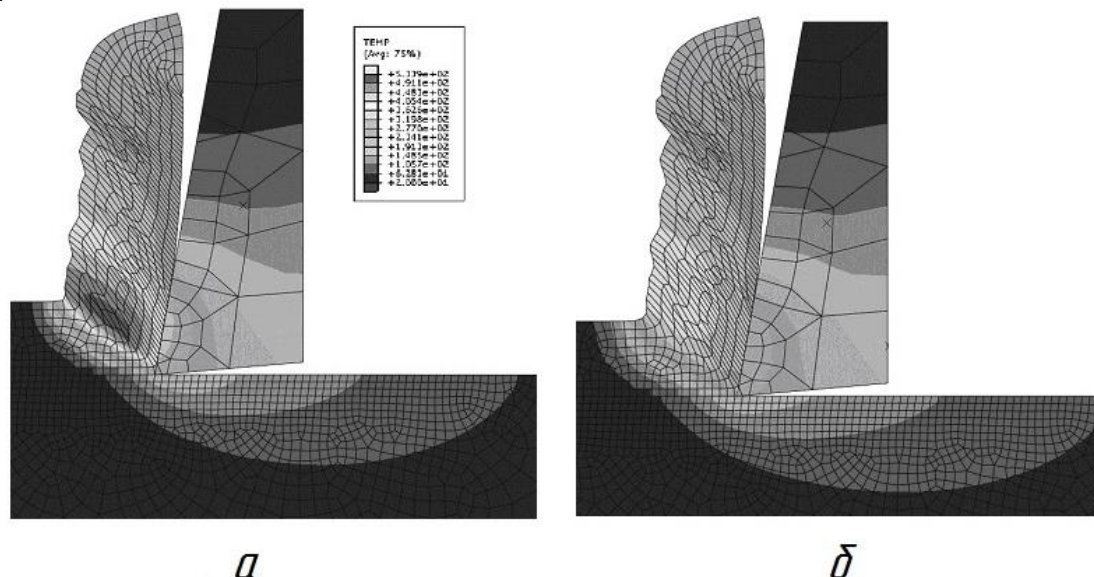 TEMP
(Avg: 75%)
+5.339e+02
+4.911e+02
+4.483e+02
+4.054e+02
+3.626e+02
+3.198e+02
+2.770e+02
+2.341e+02
+1.913e+02
+1.485e+02
+1.057e+02
+6.283e+01
+2.000e+01
а
б